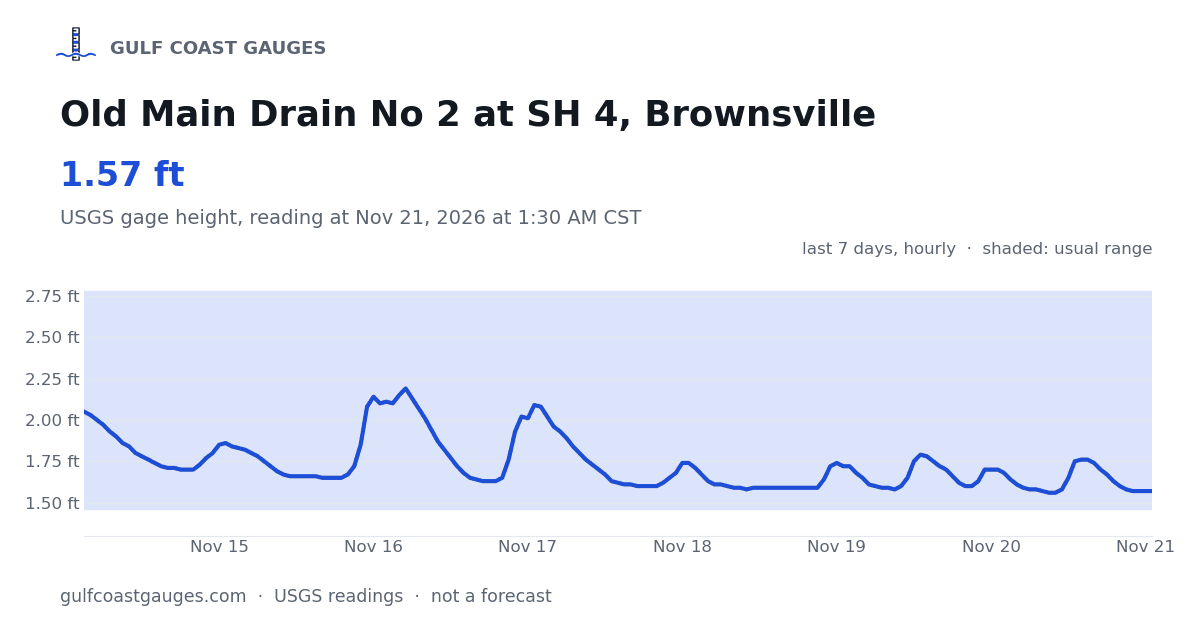 GULF COAST GAUGES
Old Main Drain No 2 at SH 4, Brownsville
1.57 ft
USGS gage height, reading at Nov 21, 2026 at 1:30 AM CST
last 7 days, hourly · shaded: usual range
2.75 ft
2.50 ft
2.25 ft
2.00 ft
1.75 ft
1.50 ft
Nov 15 Nov 16 Nov 17 Nov 18 Nov 19 Nov 20 Nov 21
gulfcoastgauges.com · USGS readings · not a forecast